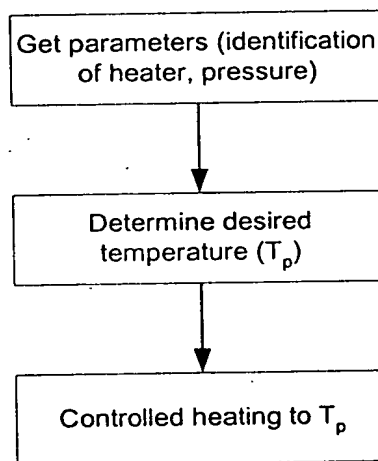 Get parameters (identification
of heater, pressure)
Determine desired
temperature (Tₚ)
Controlled heating to Tₚ